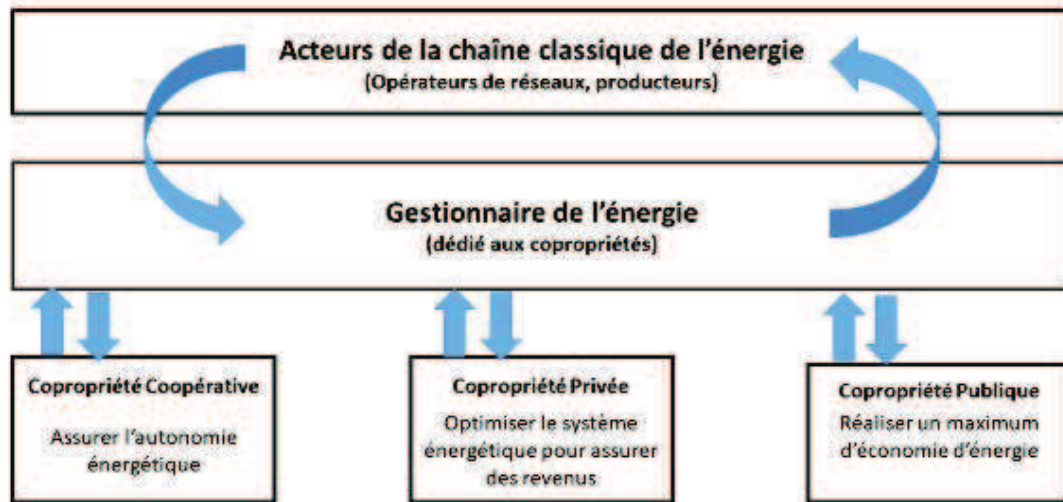 Acteurs de la chaîne classique de l'énergie
(Opérateurs de réseaux, producteurs)
Gestionnaire de l'énergie
(dédié aux copropriétés)
Copropriété Coopérative
Assurer l'autonomie
énergétique
Copropriété Privée
Optimiser le système
énergétique pour assurer
des revenus
Copropriété Publique
Réaliser un maximum
d'économie d'énergie